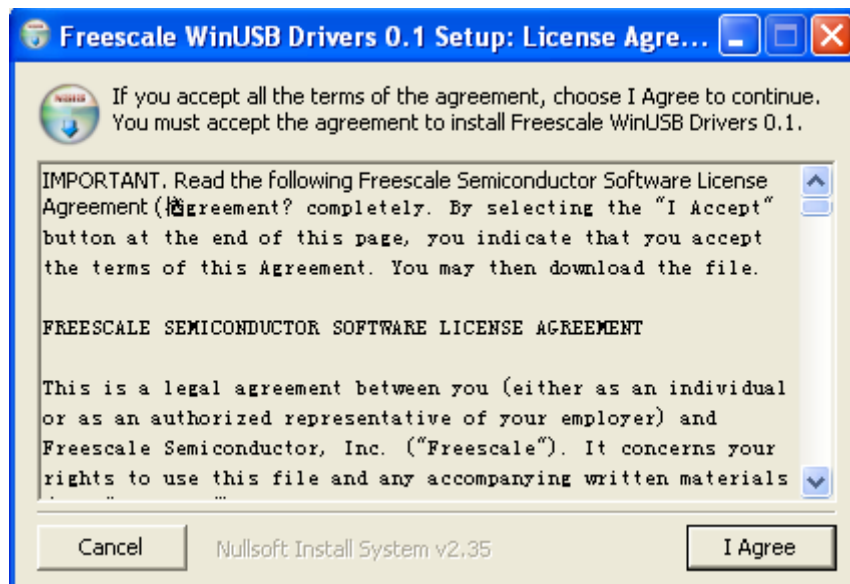 Freescale WinUSB Drivers 0.1 Setup: License Agre...
If you accept all the terms of the agreement, choose I Agree to continue.
You must accept the agreement to install Freescale WinUSB Drivers 0.1.
IMPORTANT. Read the following Freescale Semiconductor Software License
Agreement ( completely. By selecting the "I Accept"
button at the end of this page, you indicate that you accept
the terms of this Agreement. You may then download the file.
FREESCALE SEMICONDUCTOR SOFTWARE LICENSE AGREEMENT
This is a legal agreement between you (either as an individual
or as an authorized representative of your employer) and
Freescale Semiconductor, Inc. ("Freescale"). It concerns your
rights to use this file and any accompanying written materials
Cancel
Nullsoft Install System v2.35
I Agree